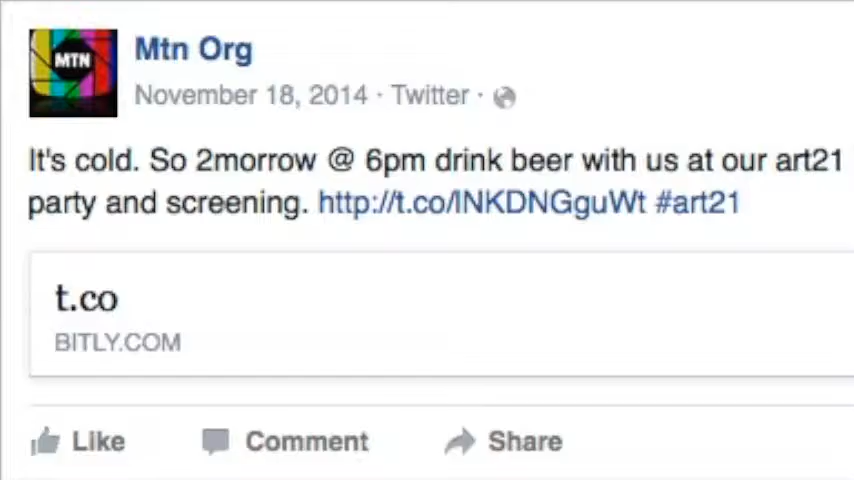 MTN
Mtn Org
November 18, 2014 · Twitter ·
It's cold. So 2morrow @ 6pm drink beer with us at our art21
party and screening. http://t.co/lNKDNGguWt #art21
t.co
BITLY.COM
Like Comment Share